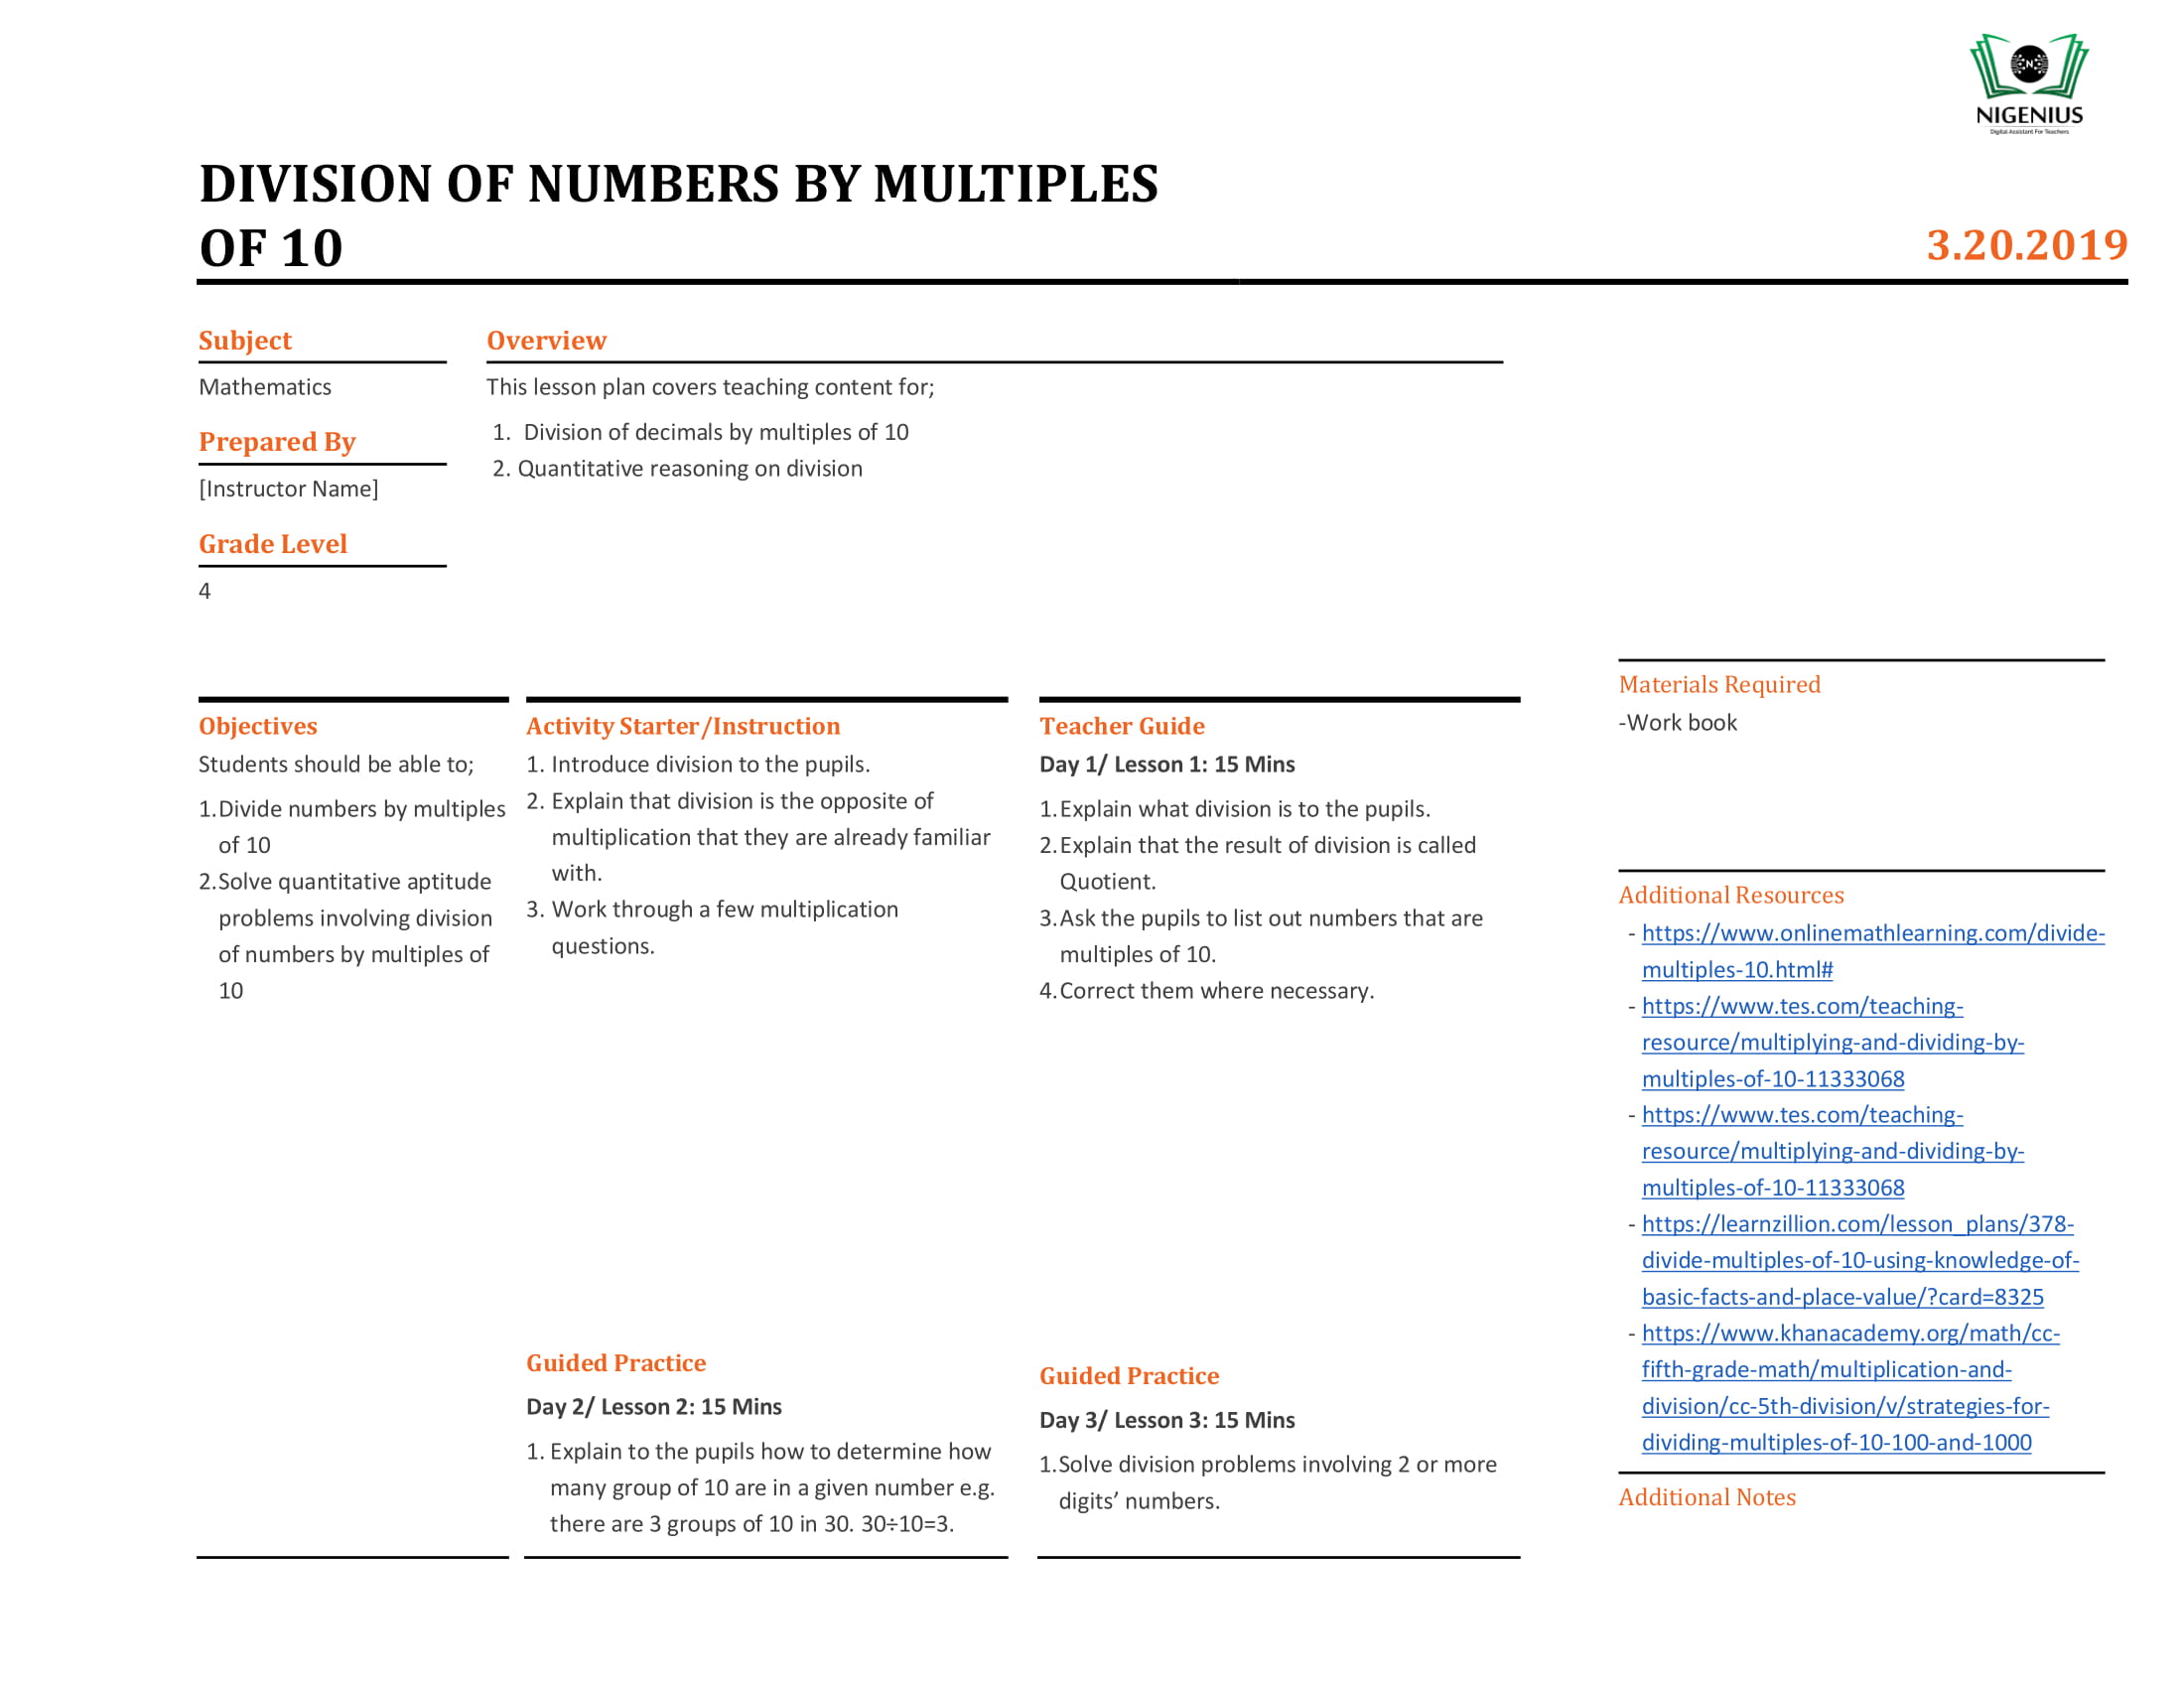 NIGENIUS
Digital Assistant For Teachers
DIVISION OF NUMBERS BY MULTIPLES
OF 10
3.20.2019
Subject
Mathematics
Prepared By
[Instructor Name]
Grade Level
4
Overview
This lesson plan covers teaching content for;
1. Division of decimals by multiples of 10
2. Quantitative reasoning on division
Objectives
Students should be able to;
1.Divide numbers by multiples
of 10
2.Solve quantitative aptitude
problems involving division
of numbers by multiples of
10
Activity Starter/Instruction
1. Introduce division to the pupils.
2. Explain that division is the opposite of
multiplication that they are already familiar
with.
3. Work through a few multiplication
questions.
Guided Practice
Day 2/ Lesson 2: 15 Mins
1. Explain to the pupils how to determine how
many group of 10 are in a given number e.g.
there are 3 groups of 10 in 30. 30÷10=3.
Teacher Guide
Day 1/ Lesson 1: 15 Mins
1.Explain what division is to the pupils.
2.Explain that the result of division is called
Quotient.
3.Ask the pupils to list out numbers that are
multiples of 10.
4.Correct them where necessary.
Guided Practice
Day 3/ Lesson 3: 15 Mins
1.Solve division problems involving 2 or more
digits’ numbers.
Materials Required
-Work book
Additional Resources
- https://www.onlinemathlearning.com/divide-
multiples-10.html#
- https://www.tes.com/teaching-
resource/multiplying-and-dividing-by-
multiples-of-10-11333068
- https://www.tes.com/teaching-
resource/multiplying-and-dividing-by-
multiples-of-10-11333068
- https://learnzillion.com/lesson_plans/378-
divide-multiples-of-10-using-knowledge-of-
basic-facts-and-place-value/?card=8325
- https://www.khanacademy.org/math/cc-
fifth-grade-math/multiplication-and-
division/cc-5th-division/v/strategies-for-
dividing-multiples-of-10-100-and-1000
Additional Notes